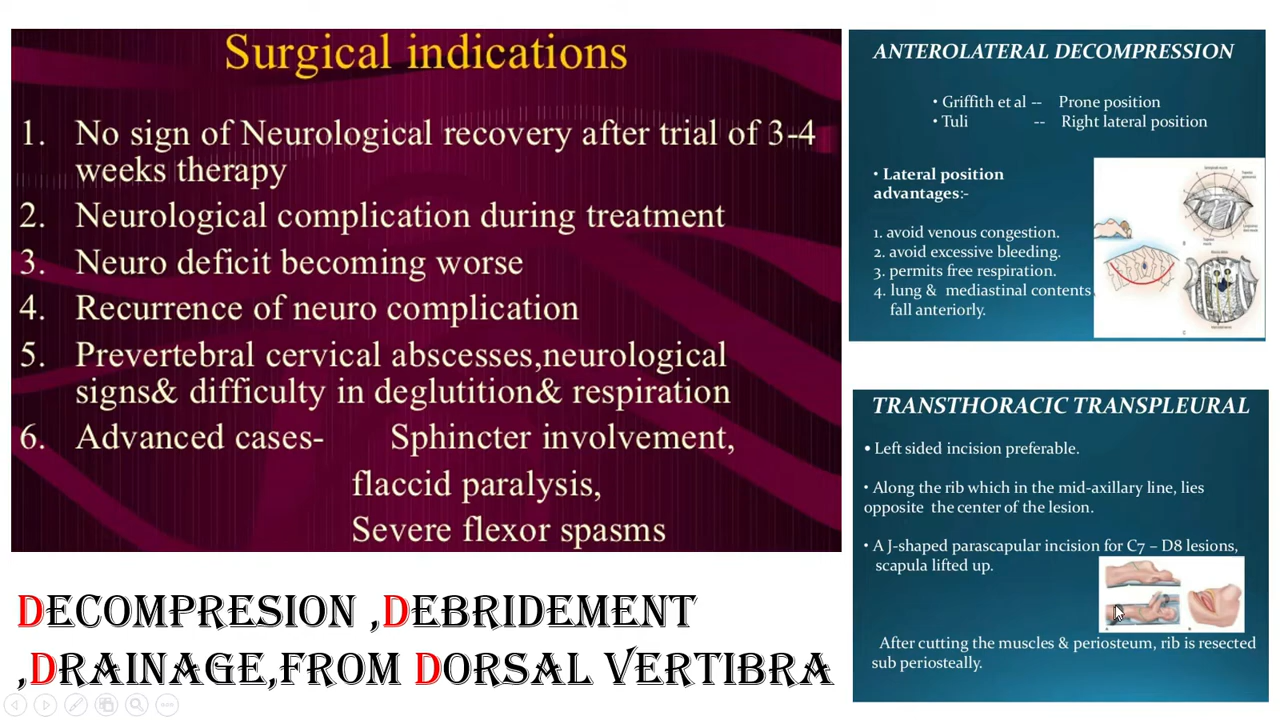 Surgical indications
1. No sign of Neurological recovery after trial of 3-4
weeks therapy
2. Neurological complication during treatment
3. Neuro deficit becoming worse
4. Recurrence of neuro complication
5. Prevertebral cervical abscesses,neurological
signs& difficulty in deglutition& respiration
6. Advanced cases- Sphincter involvement,
flaccid paralysis,
Severe flexor spasms
DECOMPRESION ,DEBRIDEMENT
,DRAINAGE,FROM DORSAL VERTIBRA
ANTEROLATERAL DECOMPRESSION
• Griffith et al -- Prone position
• Tuli -- Right lateral position
• Lateral position
advantages:-
1. avoid venous congestion.
2. avoid excessive bleeding.
3. permits free respiration.
4. lung & mediastinal contents
fall anteriorly.
TRANSTHORACIC TRANSPLEURAL
• Left sided incision preferable.
• Along the rib which in the mid-axillary line, lies
opposite the center of the lesion.
• A J-shaped parascapular incision for C7 – D8 lesions,
scapula lifted up.
After cutting the muscles & periosteum, rib is resected
sub periosteally.